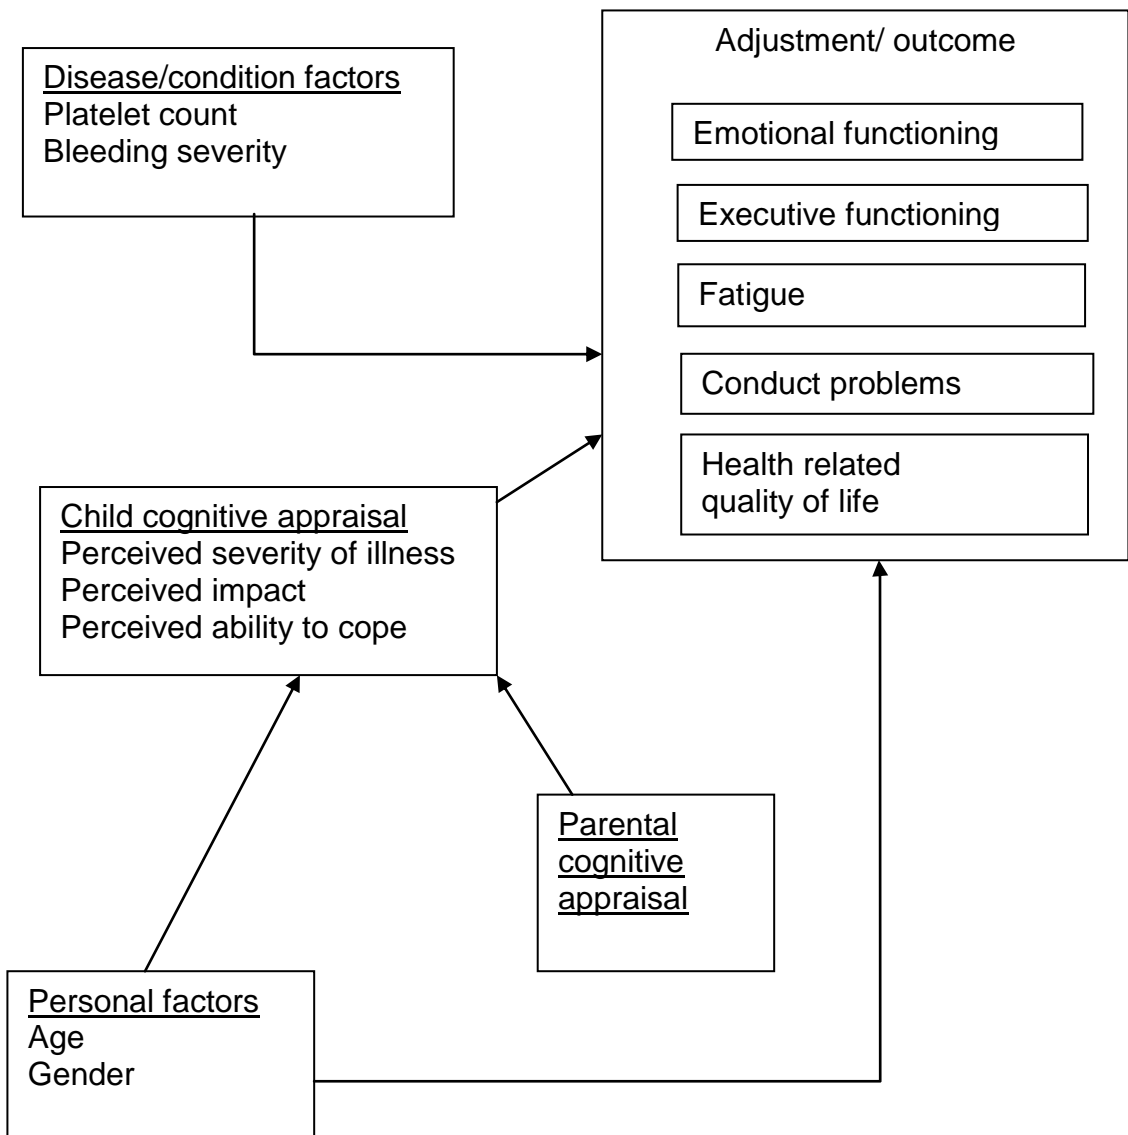 Adjustment/ outcome
Disease/condition factors
Platelet count
Bleeding severity
Emotional functioning
Executive functioning
Fatigue
Conduct problems
Health related
quality of life
Child cognitive appraisal
Perceived severity of illness
Perceived impact
Perceived ability to cope
Parental
cognitive
appraisal
Personal factors
Age
Gender